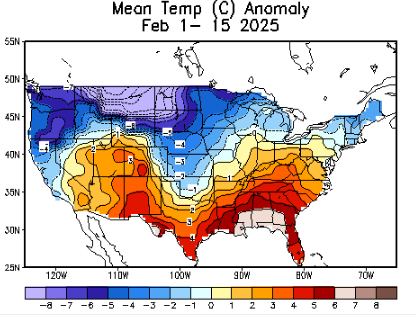 Mean Temp (C) Anomaly
Feb 1– 15 2025
55N
50N
45N
40N
35N
30N
25N
120W 110W 100W 90W 80W 70W
−8 −7 −6 −5 −4 −3 −2 −1 0 1 2 3 4 5 6 7 8